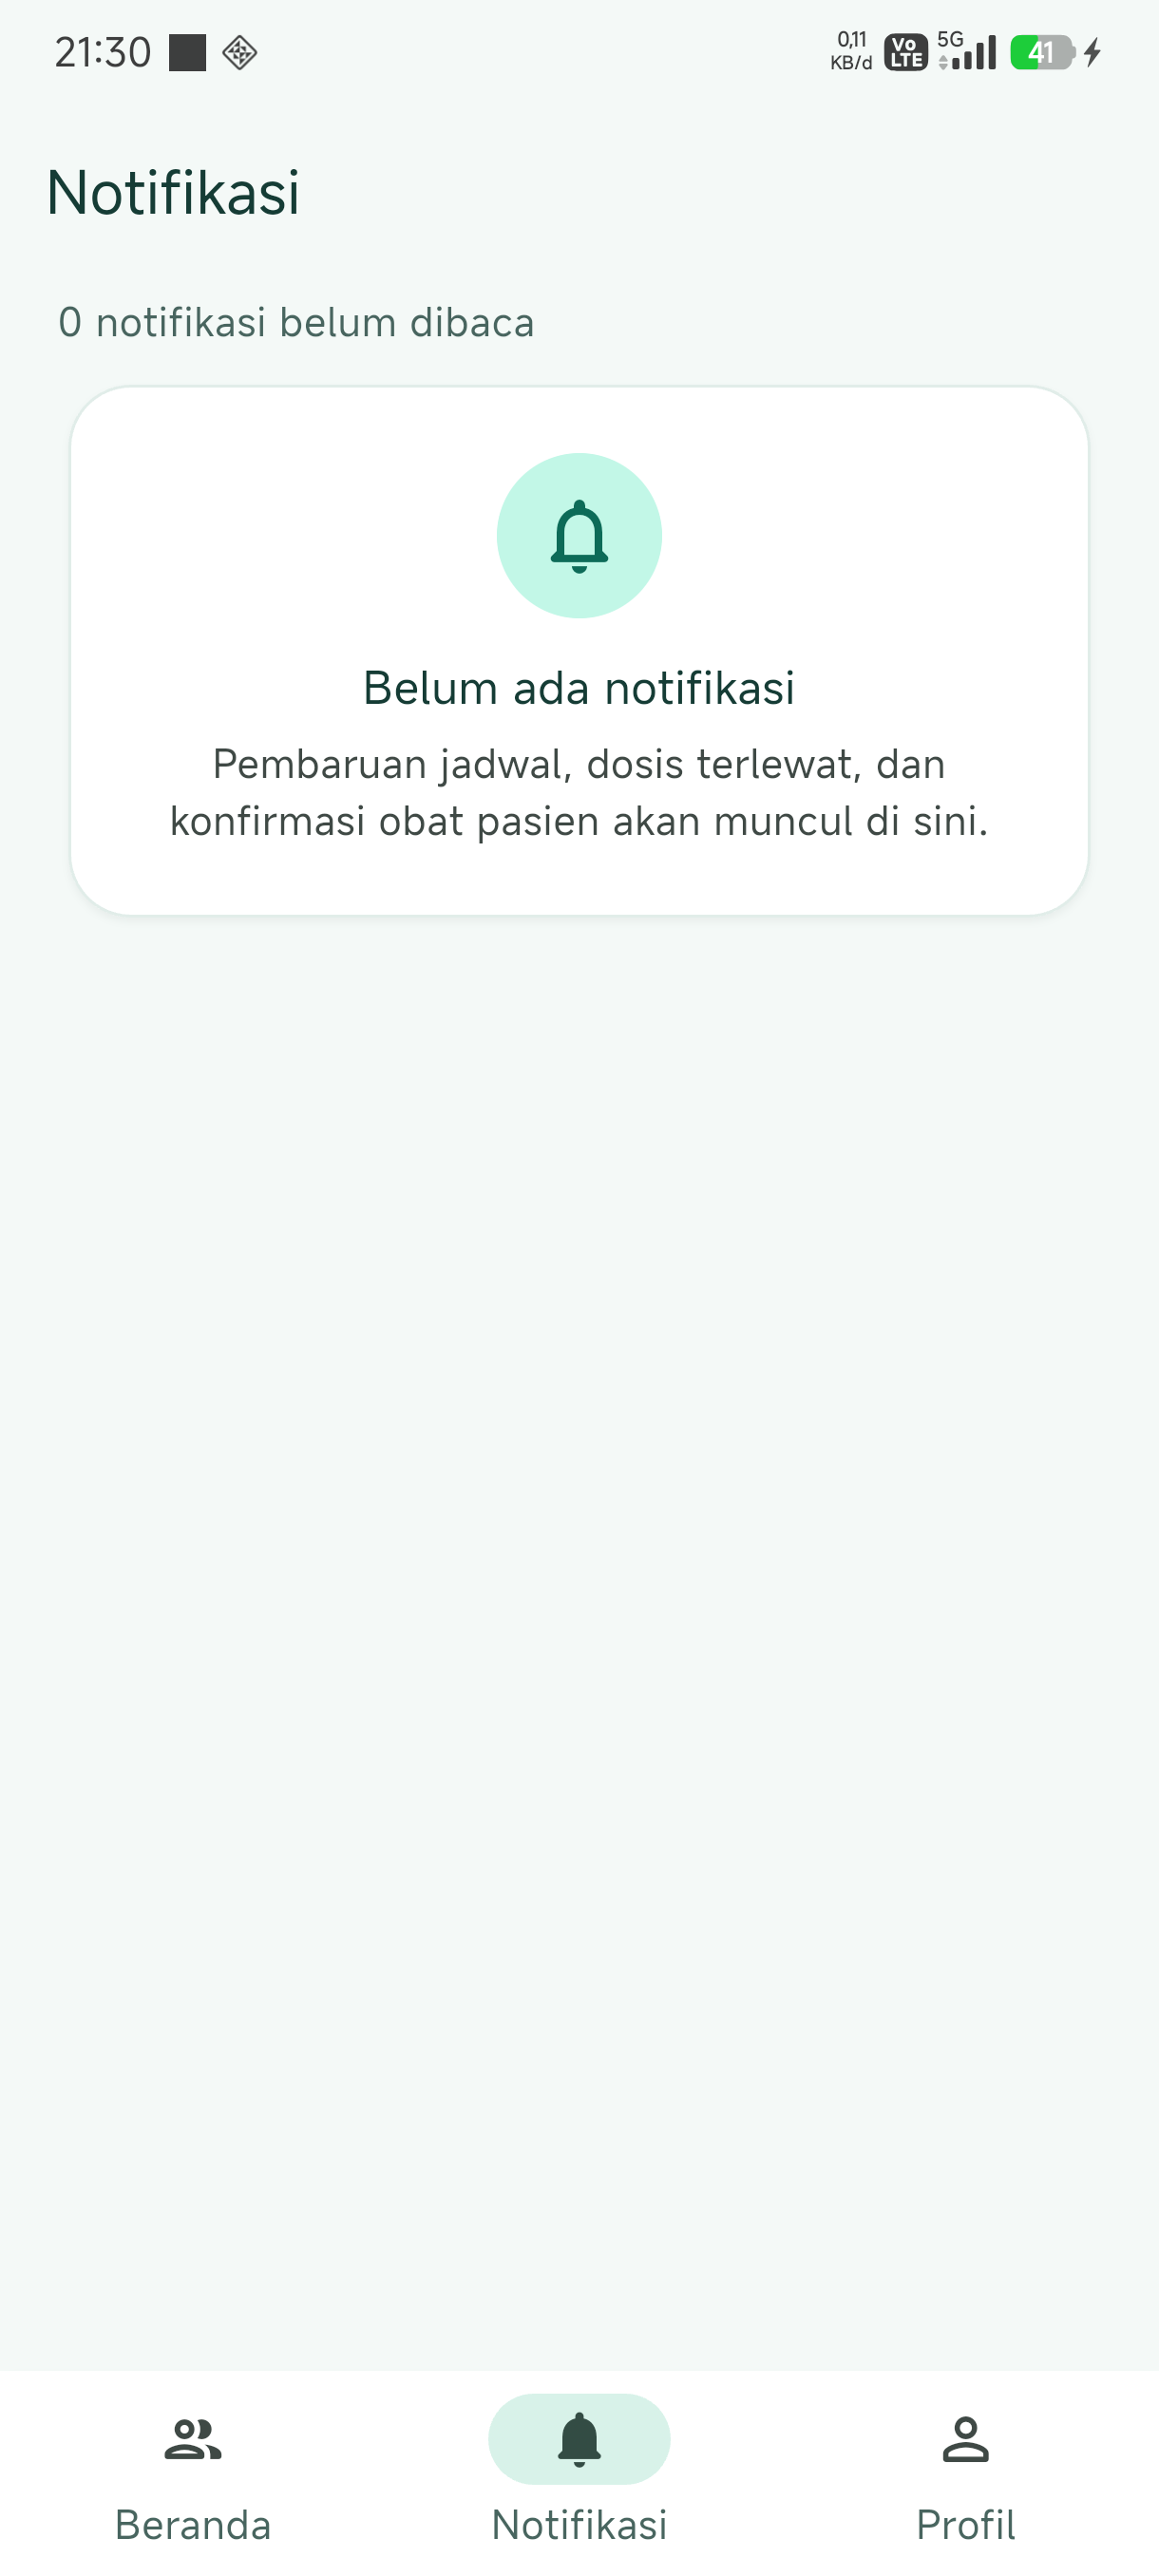 21:30
0,11
KB/d
Vo
LTE
5G
41
Notifikasi
0 notifikasi belum dibaca
Belum ada notifikasi
Pembaruan jadwal, dosis terlewat, dan
konfirmasi obat pasien akan muncul di sini.
Beranda
Notifikasi
Profil